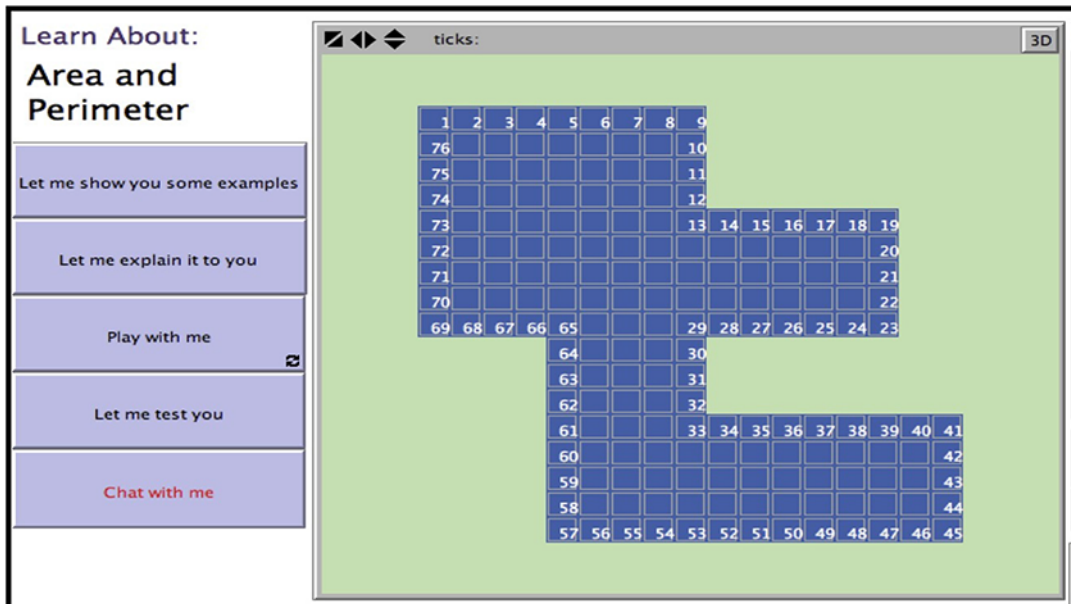 Learn About:
Area and
Perimeter
Let me show you some examples
Let me explain it to you
Play with me
Let me test you
Chat with me
ticks:
3D
1 2 3 4 5 6 7 8 9
76 10
75 11
74 12
73 13 14 15 16 17 18 19
72 20
71 21
70 22
69 68 67 66 65 29 28 27 26 25 24 23
64 30
63 31
62 32
61 33 34 35 36 37 38 39 40 41
60 42
59 43
58 44
57 56 55 54 53 52 51 50 49 48 47 46 45